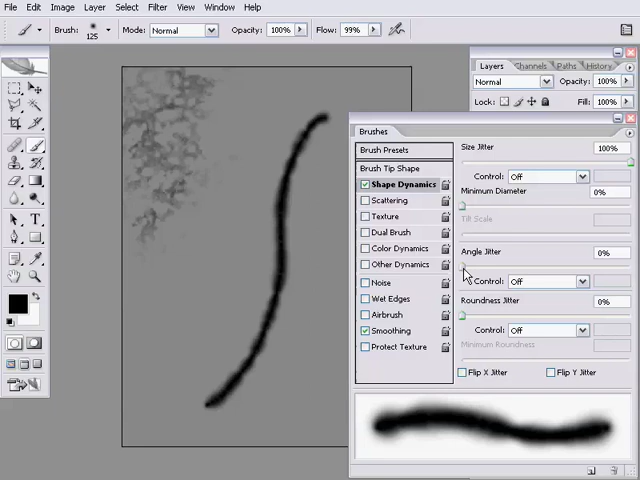 File Edit Image Layer Select Filter View Window Help
Brush: 125 Mode: Normal Opacity: 100% Flow: 99%
Layers Channels Paths History
Normal Opacity: 100%
Lock: Fill: 100%
Brushes
Brush Presets
Brush Tip Shape
Shape Dynamics
Scattering
Texture
Dual Brush
Color Dynamics
Other Dynamics
Noise
Wet Edges
Airbrush
Smoothing
Protect Texture
Size Jitter 100%
Control: Off
Minimum Diameter 0%
Tilt Scale
Angle Jitter 0%
Control: Off
Roundness Jitter 0%
Control: Off
Minimum Roundness
Flip X Jitter Flip Y Jitter